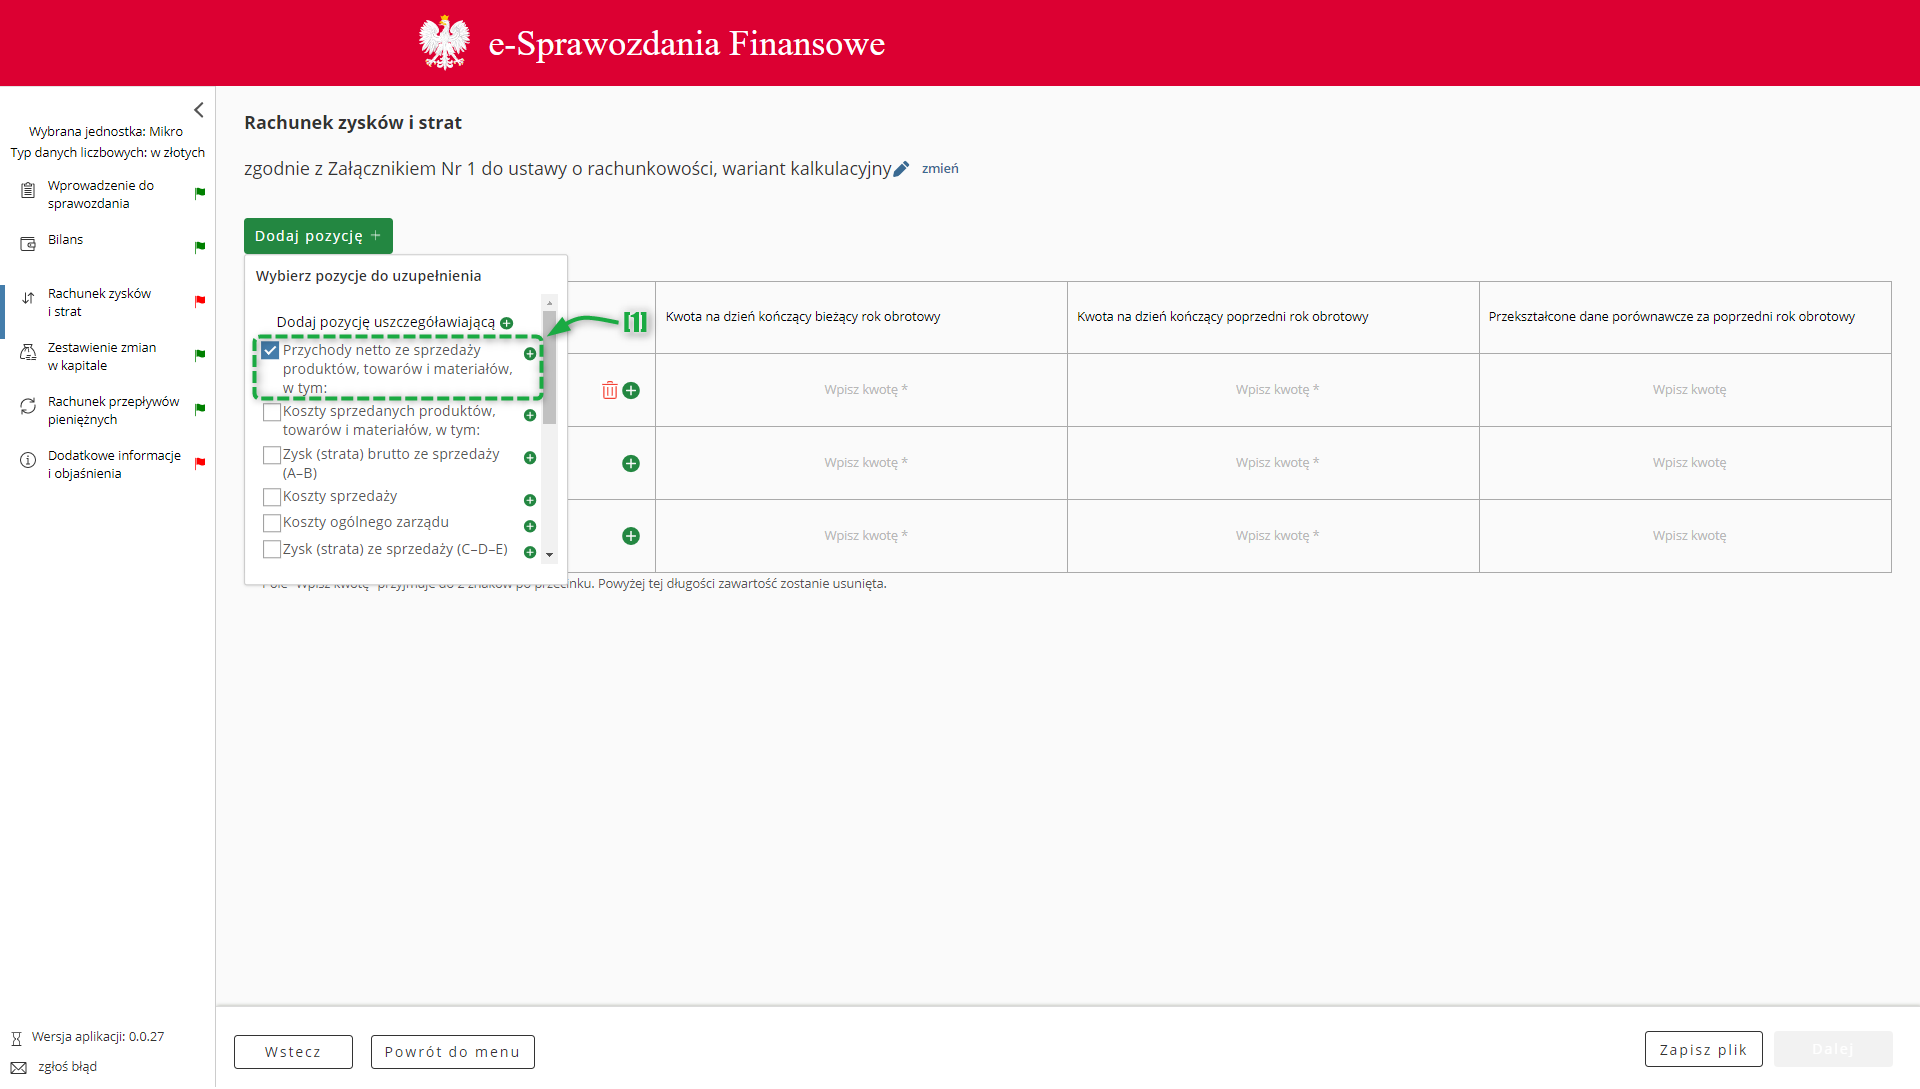 e-Sprawozdania Finansowe
Wybrana jednostka: Mikro
Typ danych liczbowych: w złotych
Wprowadzenie do
sprawozdania
Bilans
Rachunek zysków
i strat
Zestawienie zmian
w kapitale
Rachunek przepływów
pieniężnych
Dodatkowe informacje
i objaśnienia
Wersja aplikacji: 0.0.27
zgłoś błąd
Rachunek zysków i strat
zgodnie z Załącznikiem Nr 1 do ustawy o rachunkowości, wariant kalkulacyjny zmień
Dodaj pozycję +
Wybierz pozycje do uzupełnienia
Dodaj pozycję uszczegóławiającą
Przychody netto ze sprzedaży
produktów, towarów i materiałów,
w tym:
Koszty sprzedanych produktów,
towarów i materiałów, w tym:
Zysk (strata) brutto ze sprzedaży
(A–B)
Koszty sprzedaży
Koszty ogólnego zarządu
Zysk (strata) ze sprzedaży (C–D–E)
[1]
Kwota na dzień kończący bieżący rok obrotowy
Kwota na dzień kończący poprzedni rok obrotowy
Przekształcone dane porównawcze za poprzedni rok obrotowy
Wpisz kwotę * Wpisz kwotę * Wpisz kwotę
Wpisz kwotę * Wpisz kwotę * Wpisz kwotę
Wpisz kwotę * Wpisz kwotę * Wpisz kwotę
Powyżej tej długości zawartość zostanie usunięta.
Wstecz
Powrót do menu
Zapisz plik
Dalej